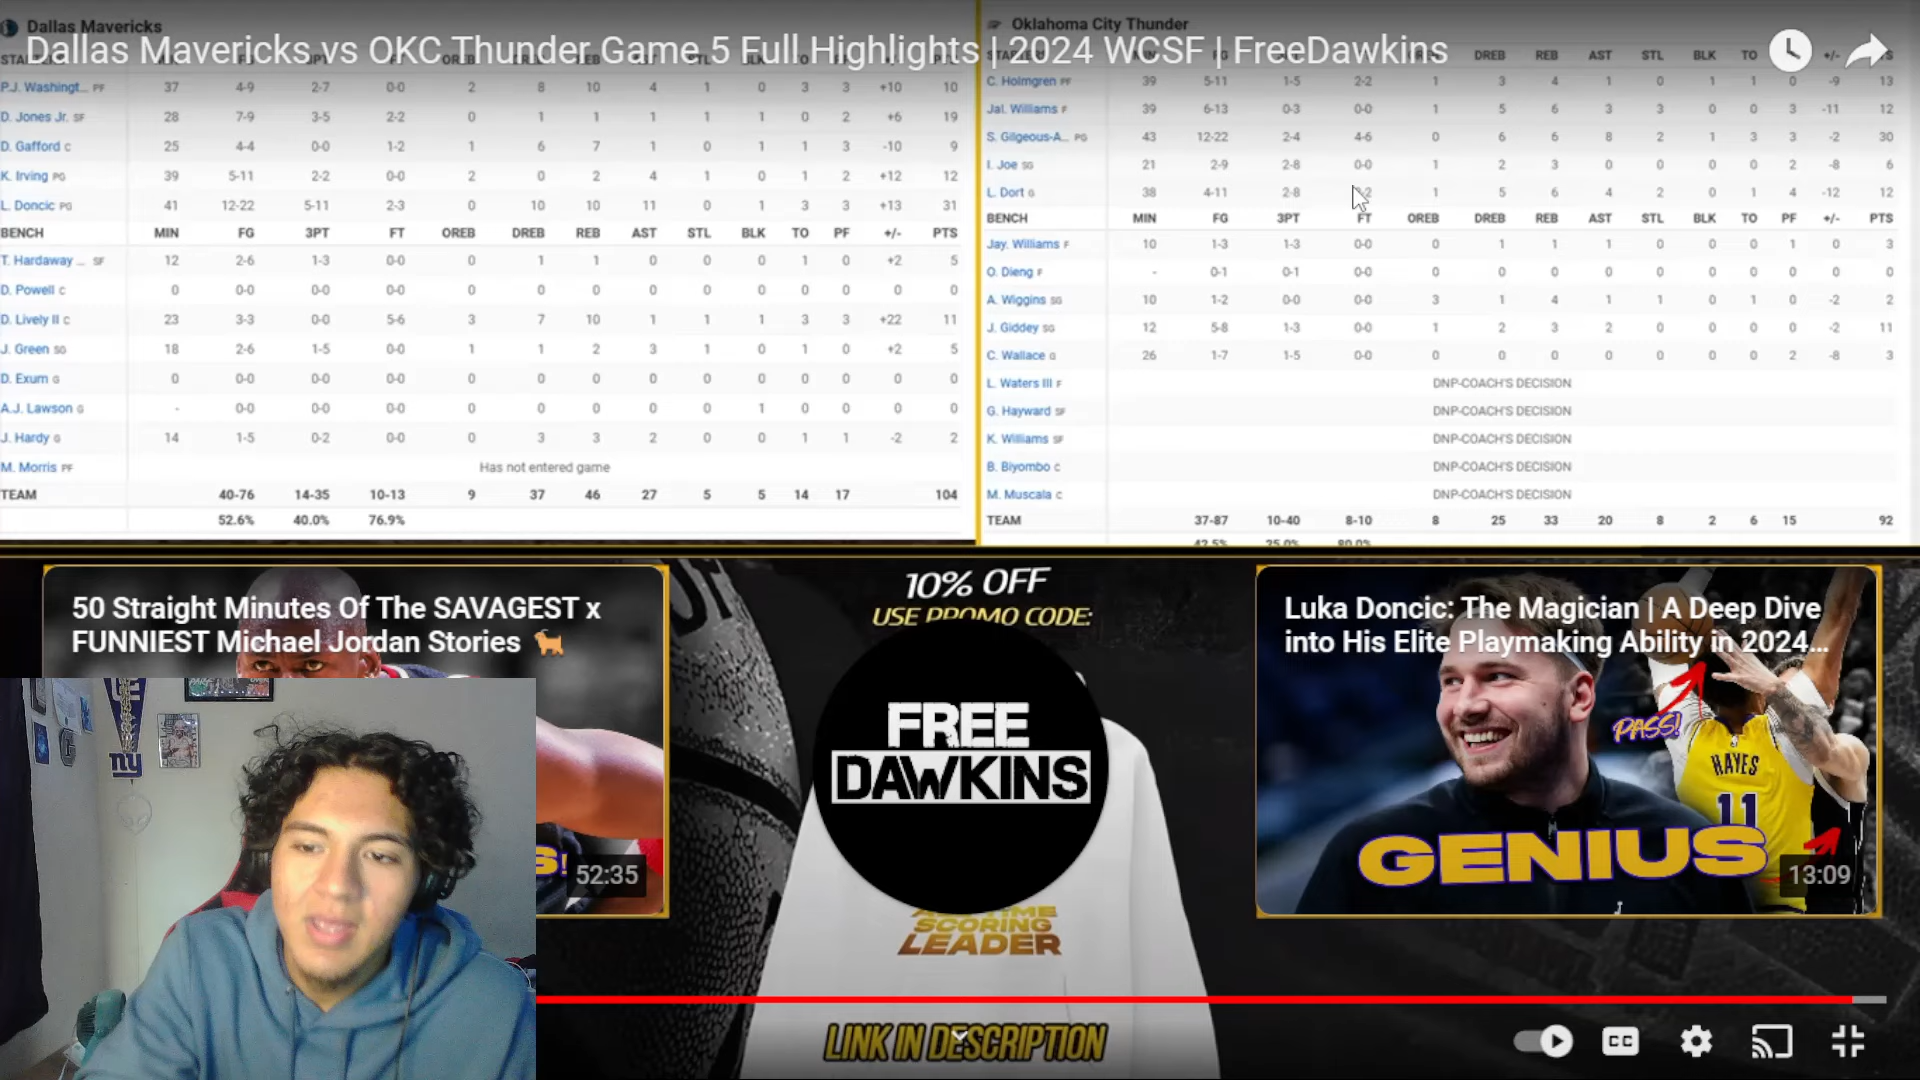 Dallas Mavericks
Dallas Mavericks vs OKC Thunder Game 5 Full Highlights | 2024 WCSF | FreeDawkins
P.J. Washingt... PF 37 4-9 2-7 0-0 2 8 10 4 1 0 3 3 +10 10
D. Jones Jr. SF 28 7-9 3-5 2-2 0 1 1 1 1 1 0 2 +6 19
D. Gafford C 25 4-4 0-0 1-2 1 6 7 1 0 1 1 3 -10 9
K. Irving PG 39 5-11 2-2 0-0 2 0 2 4 1 0 1 2 +12 12
L. Doncic PG 41 12-22 5-11 2-3 0 10 10 11 0 1 3 3 +13 31
BENCH MIN FG 3PT FT OREB DREB REB AST STL BLK TO PF +/- PTS
T. Hardaway ... SF 12 2-6 1-3 0-0 0 1 1 0 0 0 1 0 +2 5
D. Powell C 0 0-0 0-0 0-0 0 0 0 0 0 0 0 0 0 0
D. Lively II C 23 3-3 0-0 5-6 3 7 10 1 1 1 3 3 +22 11
J. Green SG 18 2-6 1-5 0-0 1 1 2 3 1 0 1 0 +2 5
D. Exum G 0 0-0 0-0 0-0 0 0 0 0 0 0 0 0 0 0
A.J. Lawson G - 0-0 0-0 0-0 0 0 0 0 0 1 0 0 0 0
J. Hardy G 14 1-5 0-2 0-0 0 3 3 2 0 0 1 1 -2 2
M. Morris PF Has not entered game
TEAM 40-76 14-35 10-13 9 37 46 27 5 5 14 17 104
52.6% 40.0% 76.9%
Oklahoma City Thunder
DREB REB AST STL BLK TO +/-
C. Holmgren PF 39 5-11 1-5 2-2 1 3 4 1 0 1 1 0 -9 13
Jal. Williams F 39 6-13 0-3 0-0 1 5 6 3 3 0 0 3 -11 12
S. Gilgeous-A... PG 43 12-22 2-4 4-6 0 6 6 8 2 1 3 3 -2 30
I. Joe SG 21 2-9 2-8 0-0 1 2 3 0 0 0 0 2 -8 6
L. Dort G 38 4-11 2-8 -2 1 5 6 4 2 0 1 4 -12 12
BENCH MIN FG 3PT FT OREB DREB REB AST STL BLK TO PF +/- PTS
Jay. Williams F 10 1-3 1-3 0-0 0 1 1 1 0 0 0 1 0 3
O. Dieng F - 0-1 0-1 0-0 0 0 0 0 0 0 0 0 0 0
A. Wiggins SG 10 1-2 0-0 0-0 3 1 4 1 1 0 1 0 -2 2
J. Giddey SG 12 5-8 1-3 0-0 1 2 3 2 0 0 0 0 -2 11
C. Wallace G 26 1-7 1-5 0-0 0 0 0 0 0 0 0 2 -8 3
L. Waters III F DNP-COACH'S DECISION
G. Hayward SF DNP-COACH'S DECISION
K. Williams SF DNP-COACH'S DECISION
B. Biyombo C DNP-COACH'S DECISION
M. Muscala C DNP-COACH'S DECISION
TEAM 37-87 10-40 8-10 8 25 33 20 8 2 6 15 92
42.5% 25.0% 80.0%
50 Straight Minutes Of The SAVAGEST x
FUNNIEST Michael Jordan Stories
52:35
10% OFF
USE PROMO CODE:
FREE
DAWKINS
ALL TIME
SCORING
LEADER
LINK IN DESCRIPTION
Luka Doncic: The Magician | A Deep Dive
into His Elite Playmaking Ability in 2024...
PASS!
HAYES
11
GENIUS
13:09
CC
ny